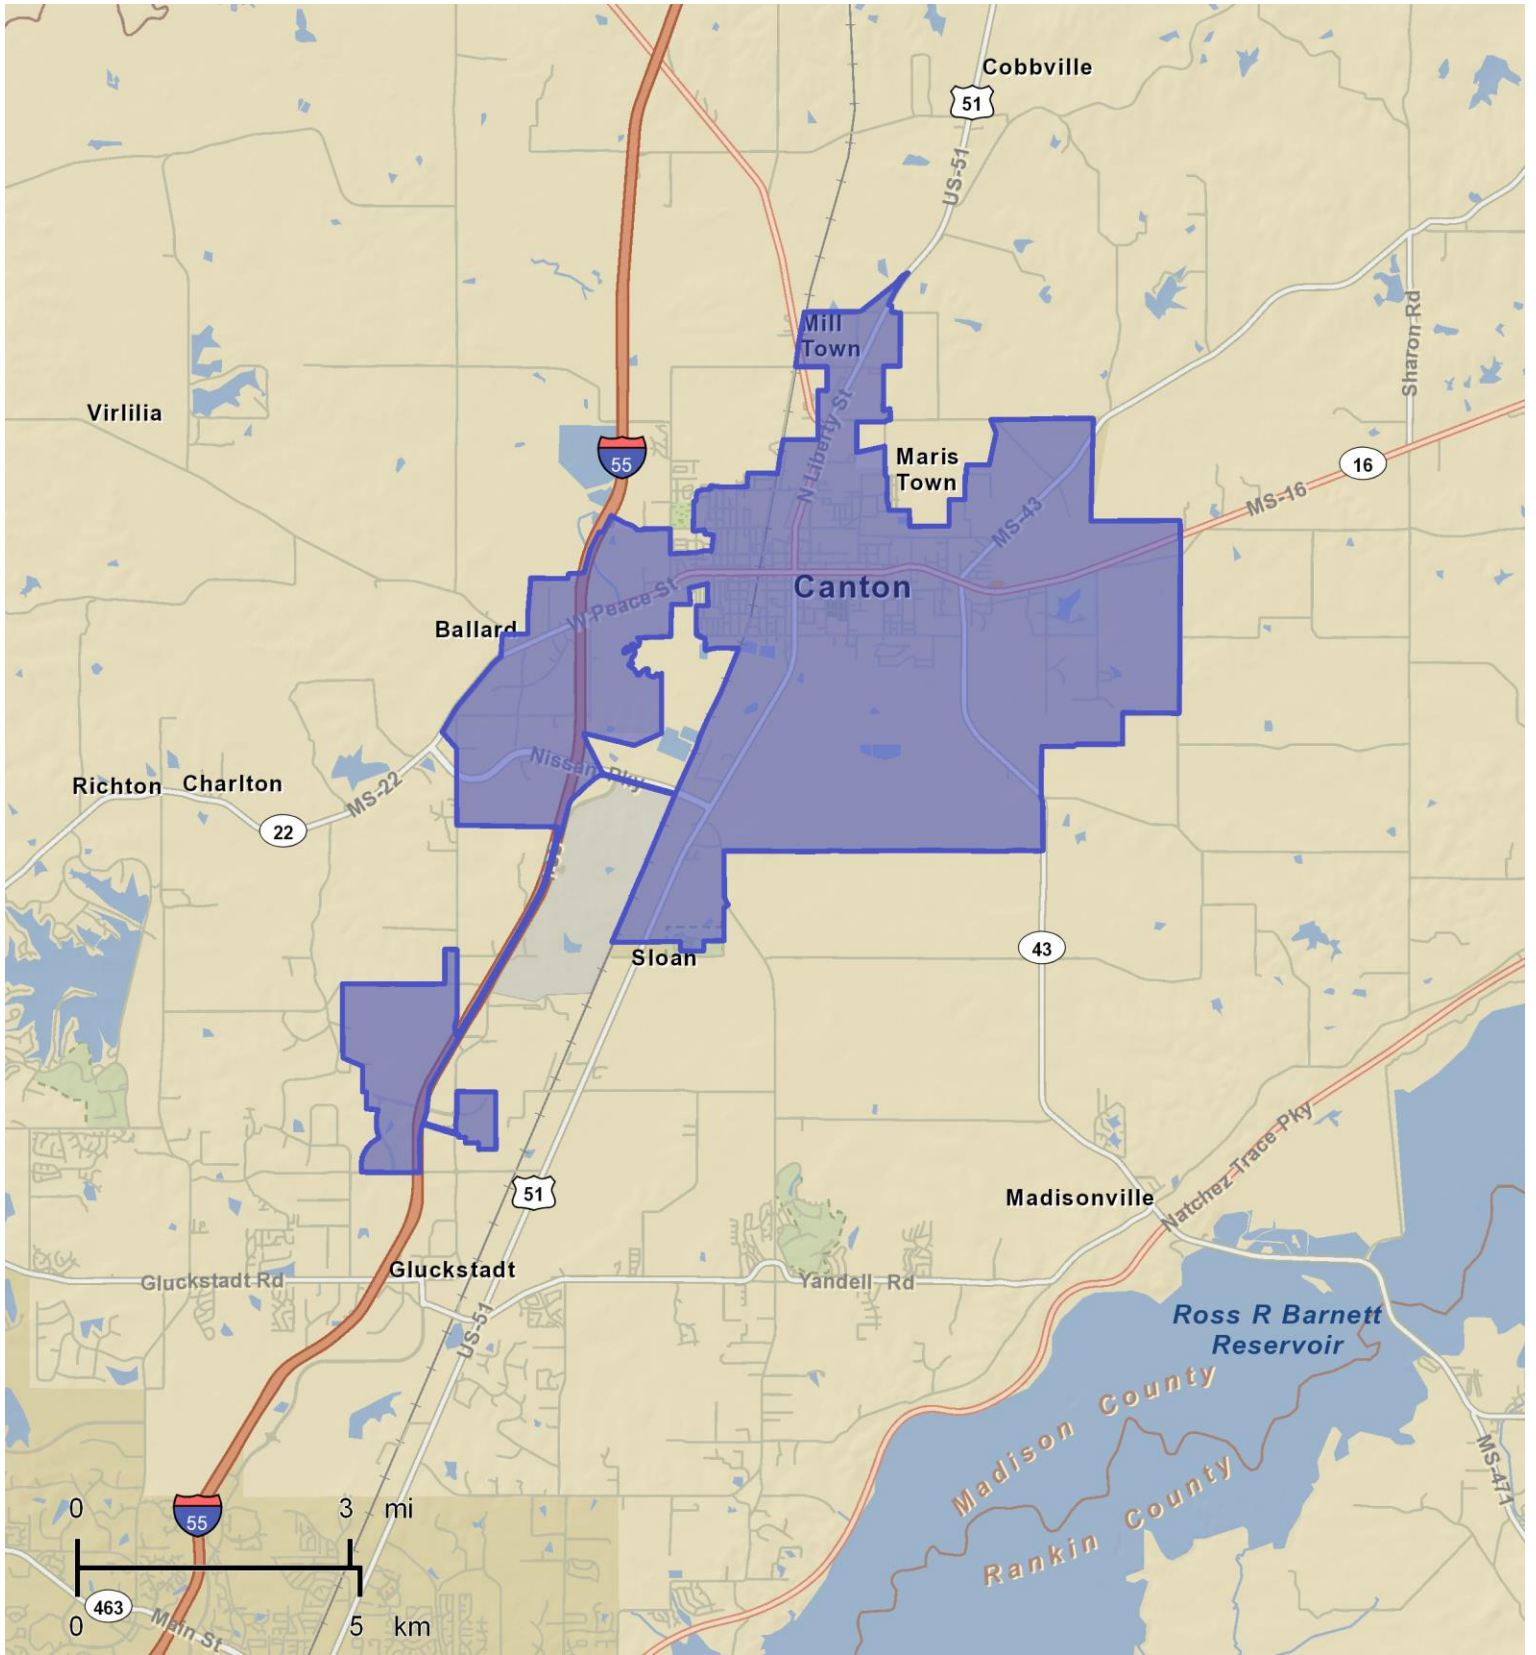 Cobbville
51
US-51
Mill
Town
Sharon Rd
Virlilia
N Liberty St
55
Maris
Town
16
MS-16
MS-43
Canton
W Peace St
Ballard
Nissan Pky
Richton
Charlton
MS-22
22
43
Sloan
51
Madisonville
Natchez Trace Pky
Gluckstadt
Gluckstadt Rd
Yandell Rd
US-51
Ross R Barnett
Reservoir
Madison County
Rankin County
MS-471
0 3 mi
55
0 5 km
463
Main St